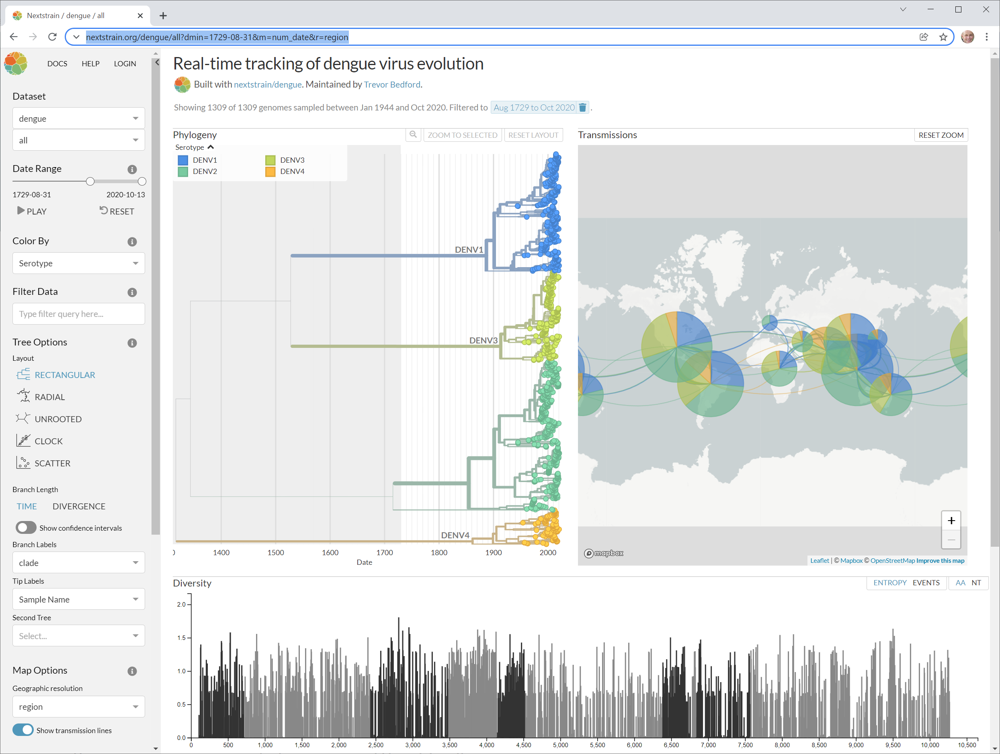 Nextstrain / dengue / all
nextstrain.org/dengue/all?dmin=1729-08-31&m=num_date&r=region
DOCS HELP LOGIN
Dataset
dengue
all
Date Range
1729-08-31 2020-10-13
PLAY RESET
Color By
Serotype
Filter Data
Type filter query here...
Tree Options
Layout
RECTANGULAR
RADIAL
UNROOTED
CLOCK
SCATTER
Branch Length
TIME DIVERGENCE
Show confidence intervals
Branch Labels
clade
Tip Labels
Sample Name
Second Tree
Select...
Map Options
Geographic resolution
region
Show transmission lines
Real-time tracking of dengue virus evolution
Built with nextstrain/dengue. Maintained by Trevor Bedford.
Showing 1309 of 1309 genomes sampled between Jan 1944 and Oct 2020. Filtered to Aug 1729 to Oct 2020 .
Phylogeny
ZOOM TO SELECTED RESET LAYOUT
Serotype
DENV1 DENV3
DENV2 DENV4
DENV1
DENV3
DENV4
1400 1500 1600 1700 1800 1900 2000
Date
Transmissions
RESET ZOOM
+
−
mapbox
Leaflet | © Mapbox © OpenStreetMap Improve this map
Diversity
ENTROPY EVENTS AA NT
2.0
1.5
1.0
0.5
0.0
0 500 1,000 1,500 2,000 2,500 3,000 3,500 4,000 4,500 5,000 5,500 6,000 6,500 7,000 7,500 8,000 8,500 9,000 9,500 10,000 10,500